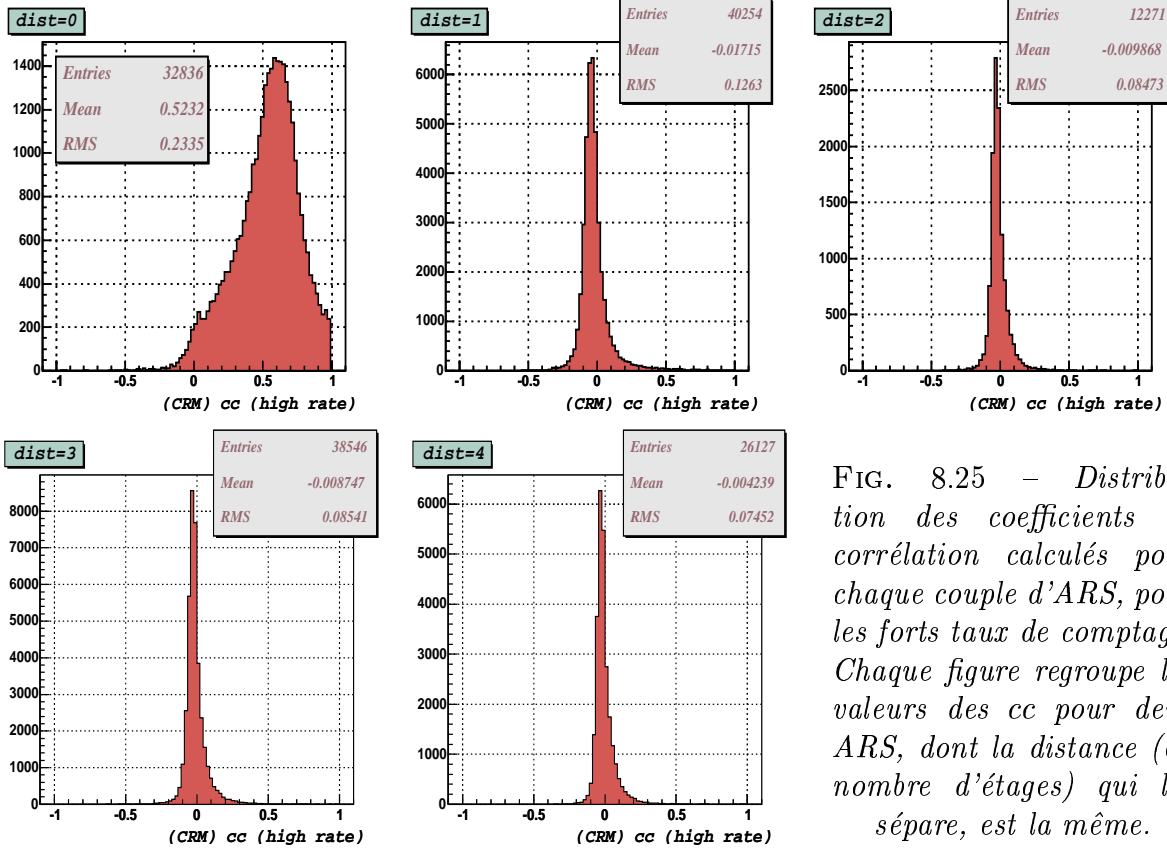 dist=0
Entries 32836
Mean 0.5232
RMS 0.2335
1400
1200
1000
800
600
400
200
0
-1 -0.5 0 0.5 1
(CRM) cc (high rate)
dist=1
Entries 40254
Mean -0.01715
RMS 0.1263
6000
5000
4000
3000
2000
1000
0
-1 -0.5 0 0.5 1
(CRM) cc (high rate)
dist=2
Entries 12271
Mean -0.009868
RMS 0.08473
2500
2000
1500
1000
500
0
-1 -0.5 0 0.5 1
(CRM) cc (high rate)
dist=3
Entries 38546
Mean -0.008747
RMS 0.08541
8000
7000
6000
5000
4000
3000
2000
1000
0
-1 -0.5 0 0.5 1
(CRM) cc (high rate)
dist=4
Entries 26127
Mean -0.004239
RMS 0.07452
6000
5000
4000
3000
2000
1000
0
-1 -0.5 0 0.5 1
(CRM) cc (high rate)
FIG. 8.25 – Distrib
tion des coefficients
corrélation calculés po
chaque couple d'ARS, po
les forts taux de comptag
Chaque figure regroupe l
valeurs des cc pour de
ARS, dont la distance (
nombre d'étages) qui l
sépare, est la même.